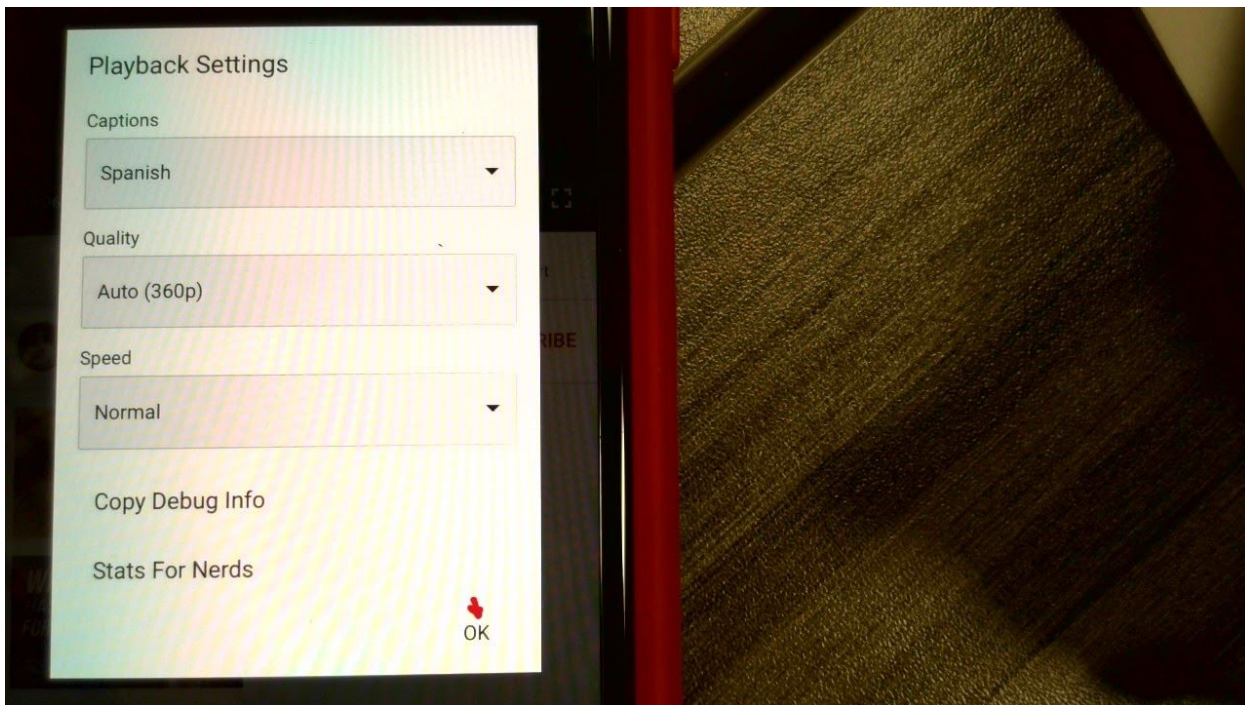 Playback Settings
Captions
Spanish
Quality
Auto (360p)
Speed
Normal
Copy Debug Info
Stats For Nerds
OK